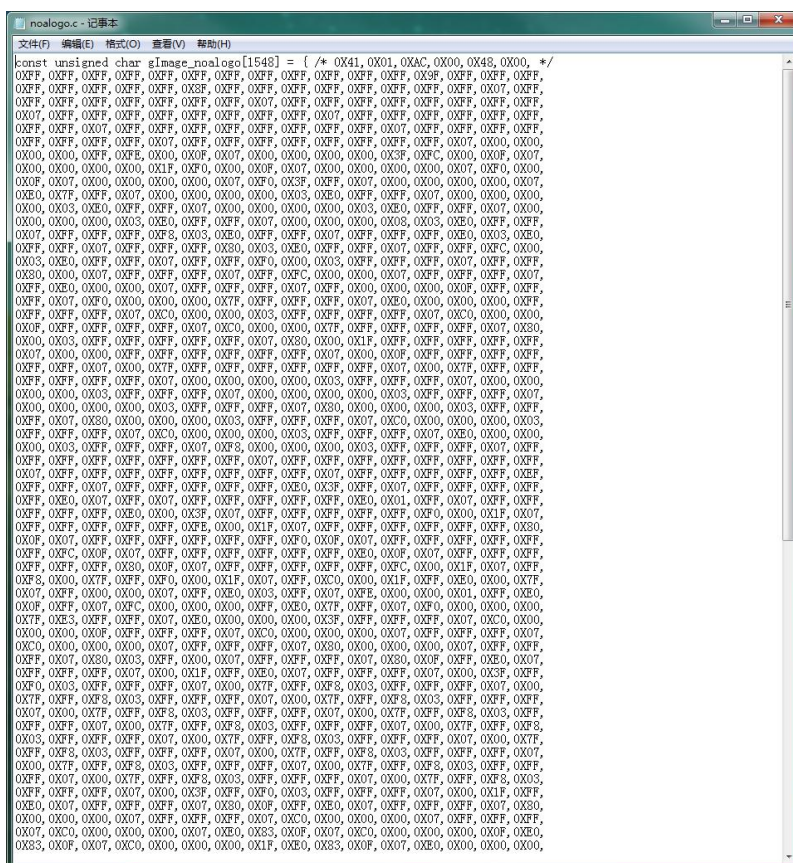 noalogo.c - 记事本
文件(F) 编辑(E) 格式(O) 查看(V) 帮助(H)
const unsigned char gImage_noalogo[1548] = { /* 0X41,0X01,0XAC,0X00,0X48,0X00, */
0XFF,0XFF,0XFF,0XFF,0XFF,0XFF,0XFF,0XFF,0XFF,0XFF,0XFF,0XFF,0X9F,0XFF,0XFF,0XFF,
0XFF,0XFF,0XFF,0XFF,0X8F,0XFF,0XFF,0XFF,0XFF,0XFF,0XFF,0XFF,0XFF,0XFF,0X07,0XFF,
0XFF,0XFF,0XFF,0XFF,0XFF,0XFF,0XFF,0X07,0XFF,0XFF,0XFF,0XFF,0XFF,0XFF,0XFF,0XFF,
0X07,0XFF,0XFF,0XFF,0XFF,0XFF,0XFF,0XFF,0XFF,0X07,0XFF,0XFF,0XFF,0XFF,0XFF,0XFF,
0XFF,0XFF,0X07,0XFF,0XFF,0XFF,0XFF,0XFF,0XFF,0XFF,0XFF,0X07,0XFF,0XFF,0XFF,0XFF,
0XFF,0XFF,0XFF,0XFF,0X07,0XFF,0XFF,0XFF,0XFF,0XFF,0XFF,0XFF,0XFF,0X07,0X00,0X00,
0X00,0X00,0XFF,0XFE,0X00,0X0F,0X07,0X00,0X00,0X00,0X00,0X3F,0XFC,0X00,0X0F,0X07,
0X00,0X00,0X00,0X00,0X1F,0XF0,0X00,0X0F,0X07,0X00,0X00,0X00,0X00,0X07,0XF0,0X00,
0X0F,0X07,0X00,0X00,0X00,0X00,0X07,0XF0,0X3F,0XFF,0X07,0X00,0X00,0X00,0X00,0X07,
0XE0,0X7F,0XFF,0X07,0X00,0X00,0X00,0X00,0X03,0XE0,0XFF,0XFF,0X07,0X00,0X00,0X00,
0X00,0X03,0XE0,0XFF,0XFF,0X07,0X00,0X00,0X00,0X00,0X03,0XE0,0XFF,0XFF,0X07,0X00,
0X00,0X00,0X00,0X03,0XE0,0XFF,0XFF,0X07,0X00,0X00,0X00,0X08,0X03,0XE0,0XFF,0XFF,
0X07,0XFF,0XFF,0XFF,0XF8,0X03,0XE0,0XFF,0XFF,0X07,0XFF,0XFF,0XFF,0XE0,0X03,0XE0,
0XFF,0XFF,0X07,0XFF,0XFF,0XFF,0X80,0X03,0XE0,0XFF,0XFF,0X07,0XFF,0XFF,0XFC,0X00,
0X03,0XE0,0XFF,0XFF,0X07,0XFF,0XFF,0XF0,0X00,0X03,0XFF,0XFF,0XFF,0X07,0XFF,0XFF,
0X80,0X00,0X07,0XFF,0XFF,0XFF,0X07,0XFF,0XFC,0X00,0X00,0X07,0XFF,0XFF,0XFF,0X07,
0XFF,0XE0,0X00,0X00,0X07,0XFF,0XFF,0XFF,0X07,0XFF,0X00,0X00,0X00,0X0F,0XFF,0XFF,
0XFF,0X07,0XF0,0X00,0X00,0X00,0X7F,0XFF,0XFF,0XFF,0X07,0XE0,0X00,0X00,0X00,0XFF,
0XFF,0XFF,0XFF,0X07,0XC0,0X00,0X00,0X03,0XFF,0XFF,0XFF,0XFF,0X07,0XC0,0X00,0X00,
0X0F,0XFF,0XFF,0XFF,0XFF,0X07,0XC0,0X00,0X00,0X7F,0XFF,0XFF,0XFF,0XFF,0X07,0X80,
0X00,0X03,0XFF,0XFF,0XFF,0XFF,0XFF,0X07,0X80,0X00,0X1F,0XFF,0XFF,0XFF,0XFF,0XFF,
0X07,0X00,0X00,0XFF,0XFF,0XFF,0XFF,0XFF,0XFF,0X07,0X00,0X0F,0XFF,0XFF,0XFF,0XFF,
0XFF,0XFF,0X07,0X00,0X7F,0XFF,0XFF,0XFF,0XFF,0XFF,0XFF,0X07,0X00,0X7F,0XFF,0XFF,
0XFF,0XFF,0XFF,0XFF,0X07,0X00,0X00,0X00,0X00,0X03,0XFF,0XFF,0XFF,0X07,0X00,0X00,
0X00,0X00,0X03,0XFF,0XFF,0XFF,0X07,0X00,0X00,0X00,0X00,0X03,0XFF,0XFF,0XFF,0X07,
0X00,0X00,0X00,0X00,0X03,0XFF,0XFF,0XFF,0X07,0X80,0X00,0X00,0X00,0X03,0XFF,0XFF,
0XFF,0X07,0X80,0X00,0X00,0X00,0X03,0XFF,0XFF,0XFF,0X07,0XC0,0X00,0X00,0X00,0X03,
0XFF,0XFF,0XFF,0X07,0XC0,0X00,0X00,0X00,0X03,0XFF,0XFF,0XFF,0X07,0XE0,0X00,0X00,
0X00,0X03,0XFF,0XFF,0XFF,0X07,0XF8,0X00,0X00,0X00,0X03,0XFF,0XFF,0XFF,0X07,0XFF,
0XFF,0XFF,0XFF,0XFF,0XFF,0XFF,0XFF,0X07,0XFF,0XFF,0XFF,0XFF,0XFF,0XFF,0XFF,0XFF,
0X07,0XFF,0XFF,0XFF,0XFF,0XFF,0XFF,0XFF,0XFF,0X07,0XFF,0XFF,0XFF,0XFF,0XFF,0XFF,
0XFF,0XFF,0X07,0XFF,0XFF,0XFF,0XFF,0XFF,0XE0,0X3F,0XFF,0X07,0XFF,0XFF,0XFF,0XFF,
0XFF,0XE0,0X07,0XFF,0X07,0XFF,0XFF,0XFF,0XFF,0XFF,0XE0,0X01,0XFF,0X07,0XFF,0XFF,
0XFF,0XFF,0XFF,0XE0,0X00,0X3F,0X07,0XFF,0XFF,0XFF,0XFF,0XFF,0XF0,0X00,0X1F,0X07,
0XFF,0XFF,0XFF,0XFF,0XFF,0XFE,0X00,0X1F,0X07,0XFF,0XFF,0XFF,0XFF,0XFF,0XFF,0X80,
0X0F,0X07,0XFF,0XFF,0XFF,0XFF,0XFF,0XFF,0XF0,0X0F,0X07,0XFF,0XFF,0XFF,0XFF,0XFF,
0XFF,0XFC,0X0F,0X07,0XFF,0XFF,0XFF,0XFF,0XFF,0XFF,0XE0,0X0F,0X07,0XFF,0XFF,0XFF,
0XFF,0XFF,0XFF,0X80,0X0F,0X07,0XFF,0XFF,0XFF,0XFF,0XFF,0XFC,0X00,0X1F,0X07,0XFF,
0XF8,0X00,0X7F,0XFF,0XF0,0X00,0X1F,0X07,0XFF,0XC0,0X00,0X1F,0XFF,0XE0,0X00,0X7F,
0X07,0XFF,0X00,0X00,0X07,0XFF,0XE0,0X03,0XFF,0X07,0XFE,0X00,0X00,0X01,0XFF,0XE0,
0X0F,0XFF,0X07,0XFC,0X00,0X00,0X00,0XFF,0XE0,0X7F,0XFF,0X07,0XF0,0X00,0X00,0X00,
0X7F,0XE3,0XFF,0XFF,0X07,0XE0,0X00,0X00,0X00,0X3F,0XFF,0XFF,0XFF,0X07,0XC0,0X00,
0X00,0X00,0X0F,0XFF,0XFF,0XFF,0X07,0XC0,0X00,0X00,0X00,0X07,0XFF,0XFF,0XFF,0X07,
0XC0,0X00,0X00,0X00,0X07,0XFF,0XFF,0XFF,0X07,0X80,0X00,0X00,0X00,0X07,0XFF,0XFF,
0XFF,0X07,0X80,0X03,0XFF,0X00,0X07,0XFF,0XFF,0XFF,0X07,0X80,0X0F,0XFF,0XE0,0X07,
0XFF,0XFF,0XFF,0X07,0X00,0X1F,0XFF,0XE0,0X07,0XFF,0XFF,0XFF,0X07,0X00,0X3F,0XFF,
0XF0,0X03,0XFF,0XFF,0XFF,0X07,0X00,0X7F,0XFF,0XF8,0X03,0XFF,0XFF,0XFF,0X07,0X00,
0X7F,0XFF,0XF8,0X03,0XFF,0XFF,0XFF,0X07,0X00,0X7F,0XFF,0XF8,0X03,0XFF,0XFF,0XFF,
0X07,0X00,0X7F,0XFF,0XF8,0X03,0XFF,0XFF,0XFF,0X07,0X00,0X7F,0XFF,0XF8,0X03,0XFF,
0XFF,0XFF,0X07,0X00,0X7F,0XFF,0XF8,0X03,0XFF,0XFF,0XFF,0X07,0X00,0X7F,0XFF,0XF8,
0X03,0XFF,0XFF,0XFF,0X07,0X00,0X7F,0XFF,0XF8,0X03,0XFF,0XFF,0XFF,0X07,0X00,0X7F,
0XFF,0XF8,0X03,0XFF,0XFF,0XFF,0X07,0X00,0X7F,0XFF,0XF8,0X03,0XFF,0XFF,0XFF,0X07,
0X00,0X7F,0XFF,0XF8,0X03,0XFF,0XFF,0XFF,0X07,0X00,0X7F,0XFF,0XF8,0X03,0XFF,0XFF,
0XFF,0X07,0X00,0X7F,0XFF,0XF8,0X03,0XFF,0XFF,0XFF,0X07,0X00,0X7F,0XFF,0XF8,0X03,
0XFF,0XFF,0XFF,0X07,0X00,0X3F,0XFF,0XF0,0X03,0XFF,0XFF,0XFF,0X07,0X00,0X1F,0XFF,
0XE0,0X07,0XFF,0XFF,0XFF,0X07,0X80,0X0F,0XFF,0XE0,0X07,0XFF,0XFF,0XFF,0X07,0X80,
0X00,0X00,0X00,0X07,0XFF,0XFF,0XFF,0X07,0XC0,0X00,0X00,0X00,0X07,0XFF,0XFF,0XFF,
0X07,0XC0,0X00,0X00,0X00,0X07,0XE0,0X83,0X0F,0X07,0XC0,0X00,0X00,0X00,0X0F,0XE0,
0X83,0X0F,0X07,0XC0,0X00,0X00,0X00,0X1F,0XE0,0X83,0X0F,0X07,0XE0,0X00,0X00,0X00,